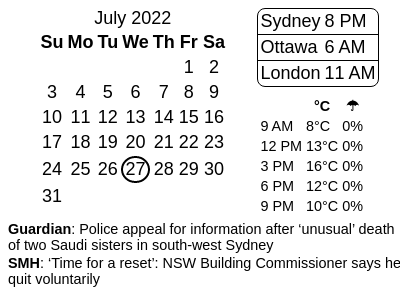 July 2022
Su Mo Tu We Th Fr Sa
1 2
3 4 5 6 7 8 9
10 11 12 13 14 15 16
17 18 19 20 21 22 23
24 25 26 27 28 29 30
31
Sydney 8 PM
Ottawa 6 AM
London 11 AM
°C ☂
9 AM 8°C 0%
12 PM 13°C 0%
3 PM 16°C 0%
6 PM 12°C 0%
9 PM 10°C 0%
Guardian: Police appeal for information after ‘unusual’ death
of two Saudi sisters in south-west Sydney
SMH: ‘Time for a reset’: NSW Building Commissioner says he
quit voluntarily